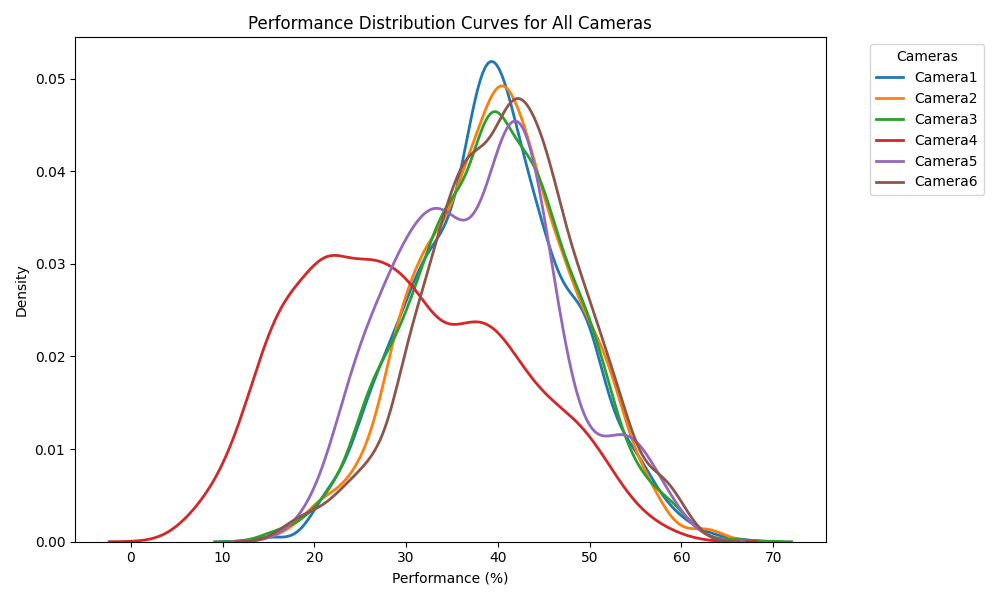 Performance Distribution Curves for All Cameras
Cameras
Camera1
Camera2
Camera3
Camera4
Camera5
Camera6
Density
0.05
0.04
0.03
0.02
0.01
0.00
0 10 20 30 40 50 60 70
Performance (%)